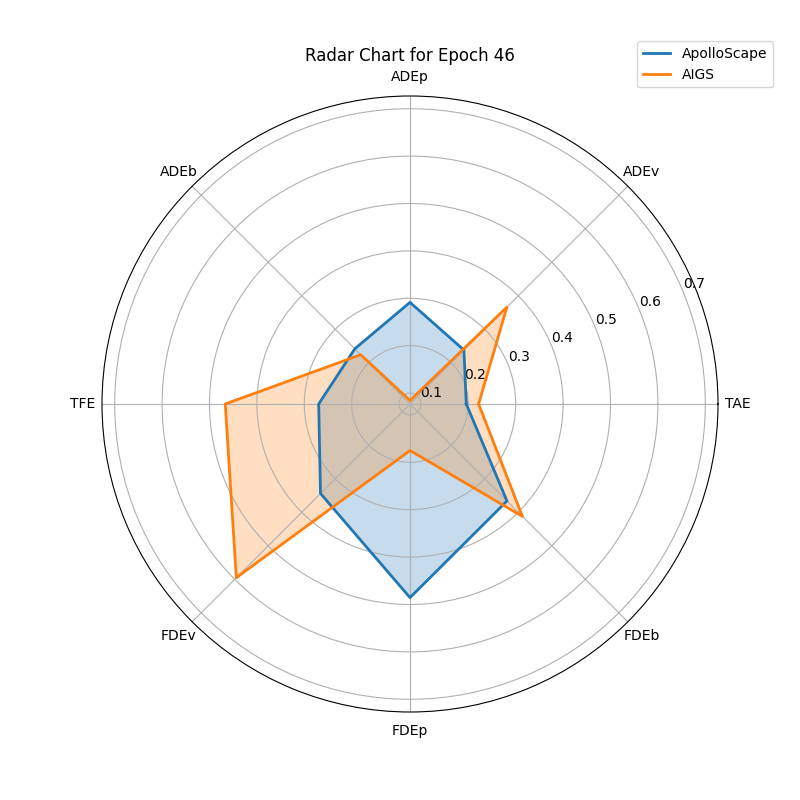 Radar Chart for Epoch 46
ApolloScape
AIGS
ADEp
ADEb
ADEv
0.7
0.6
0.5
0.4
0.3
0.2
0.1
TFE
TAE
FDEv
FDEb
FDEp